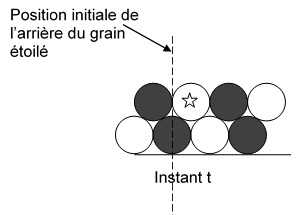 Position initiale de
l'arrière du grain
étoilé
Instant t